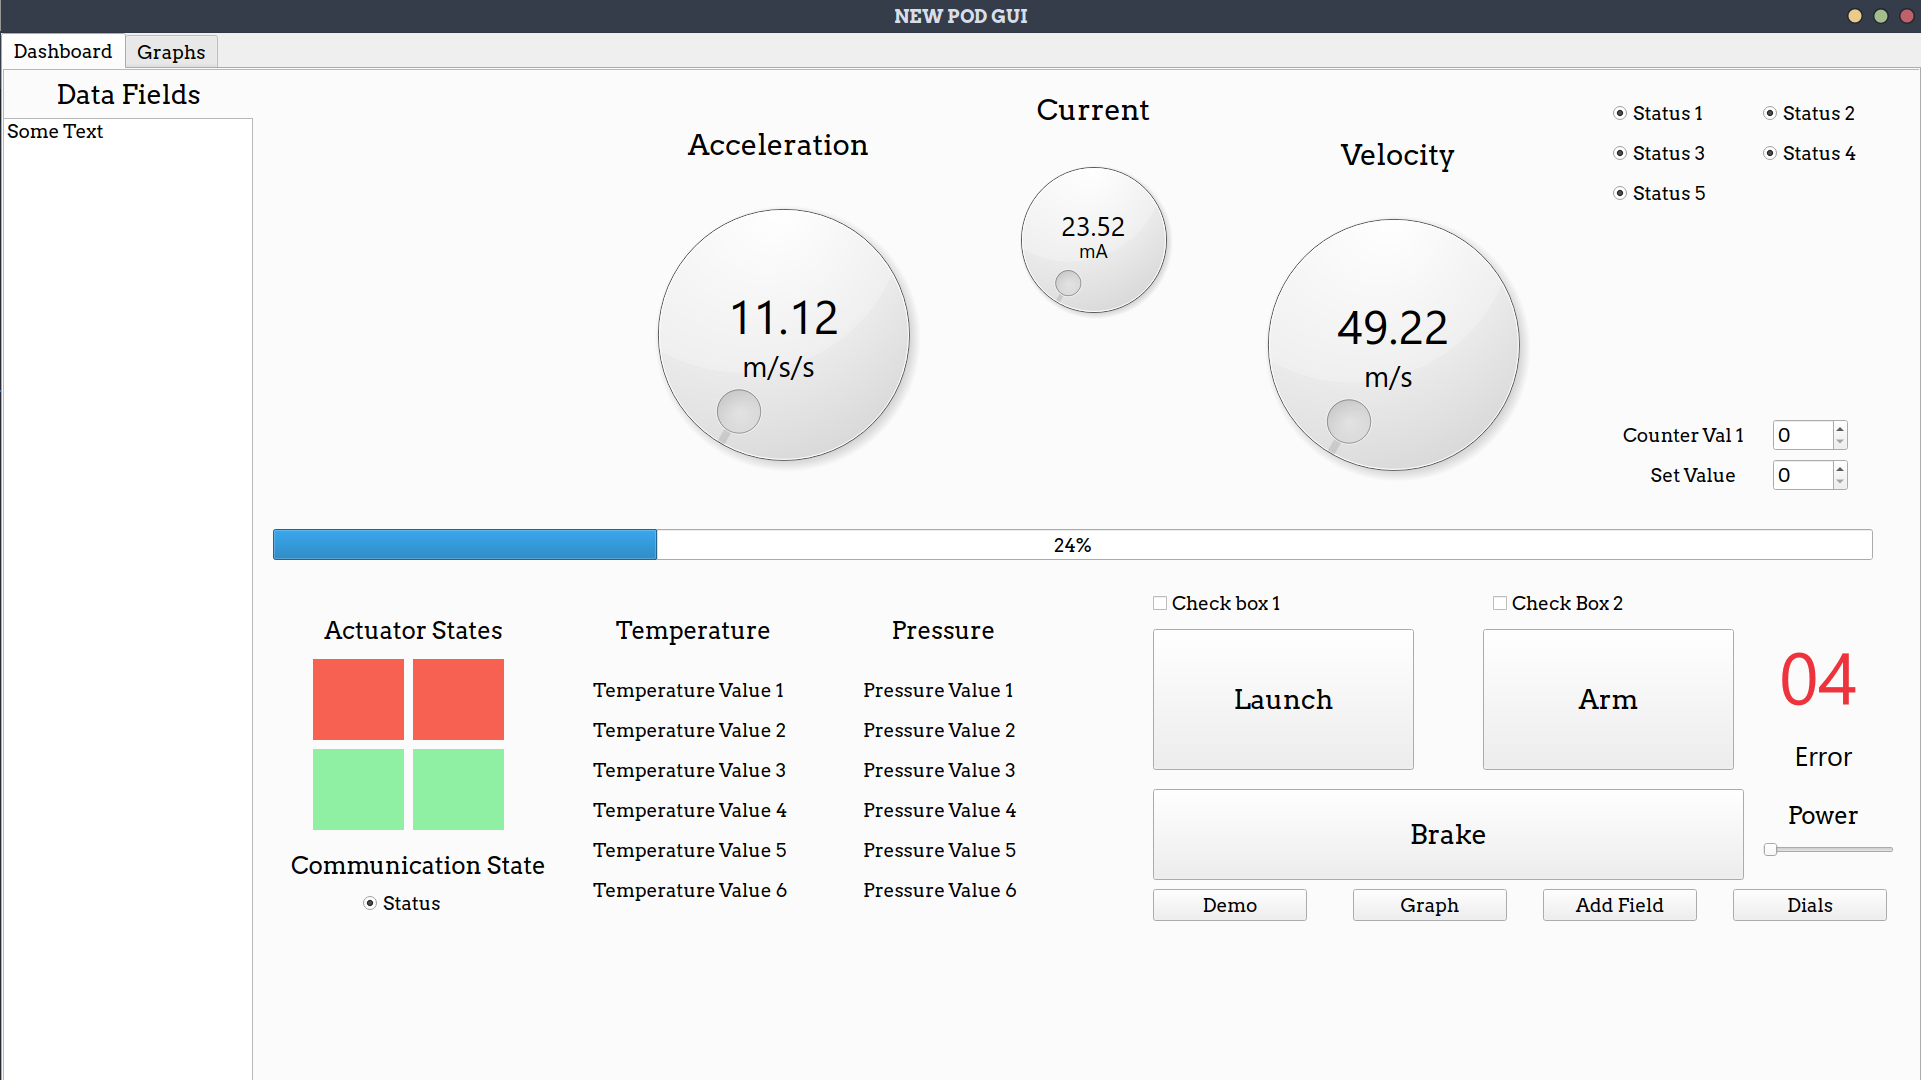 NEW POD GUI
Dashboard
Graphs
Data Fields
Some Text
Acceleration
11.12
m/s/s
Current
23.52
mA
Velocity
49.22
m/s
Status 1
Status 2
Status 3
Status 4
Status 5
Counter Val 1
0
Set Value
0
24%
Actuator States
Communication State
Status
Temperature
Temperature Value 1
Temperature Value 2
Temperature Value 3
Temperature Value 4
Temperature Value 5
Temperature Value 6
Pressure
Pressure Value 1
Pressure Value 2
Pressure Value 3
Pressure Value 4
Pressure Value 5
Pressure Value 6
Check box 1
Check Box 2
Launch
Arm
04
Error
Brake
Power
Demo
Graph
Add Field
Dials